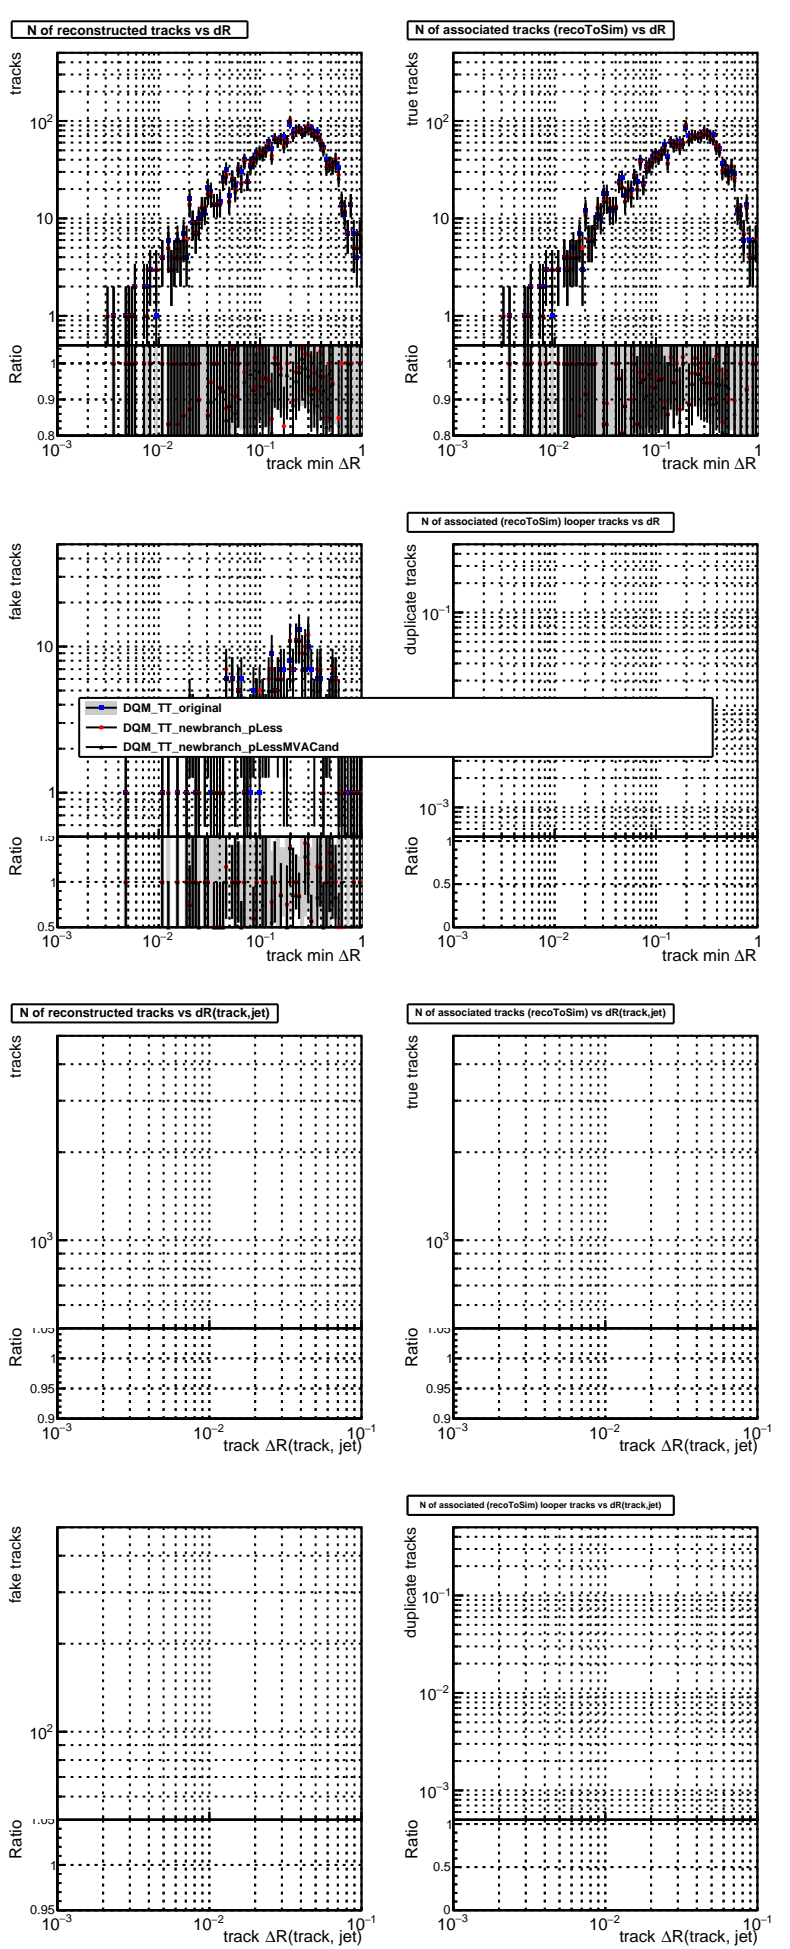 N of reconstructed tracks vs dR
N of associated tracks (recoToSim) vs dR
tracks
10²
10
1
Ratio
1
0.9
0.8
10⁻³
10⁻²
10⁻¹
1
track min ΔR
true tracks
10²
10
1
Ratio
1
0.9
0.8
10⁻³
10⁻²
10⁻¹
1
track min ΔR
N of associated (recoToSim) looper tracks vs dR
fake tracks
10
1
Ratio
1.5
1
0.5
10⁻³
10⁻²
10⁻¹
1
track min ΔR
duplicate tracks
10⁻¹
10⁻³
Ratio
1
0.5
0
10⁻³
10⁻²
10⁻¹
1
track min ΔR
DQM_TT_original
DQM_TT_newbranch_pLess
DQM_TT_newbranch_pLessMVACand
N of reconstructed tracks vs dR(track,jet)
N of associated tracks (recoToSim) vs dR(track,jet)
tracks
10³
Ratio
1.05
1
0.95
0.9
10⁻³
10⁻²
10⁻¹
track ΔR(track, jet)
true tracks
10³
Ratio
1.05
1
0.95
0.9
10⁻³
10⁻²
10⁻¹
track ΔR(track, jet)
N of associated (recoToSim) looper tracks vs dR(track,jet)
fake tracks
10²
Ratio
1.05
1
0.95
10⁻³
10⁻²
10⁻¹
track ΔR(track, jet)
duplicate tracks
10⁻¹
10⁻²
10⁻³
Ratio
1
0.5
0
10⁻³
10⁻²
10⁻¹
track ΔR(track, jet)